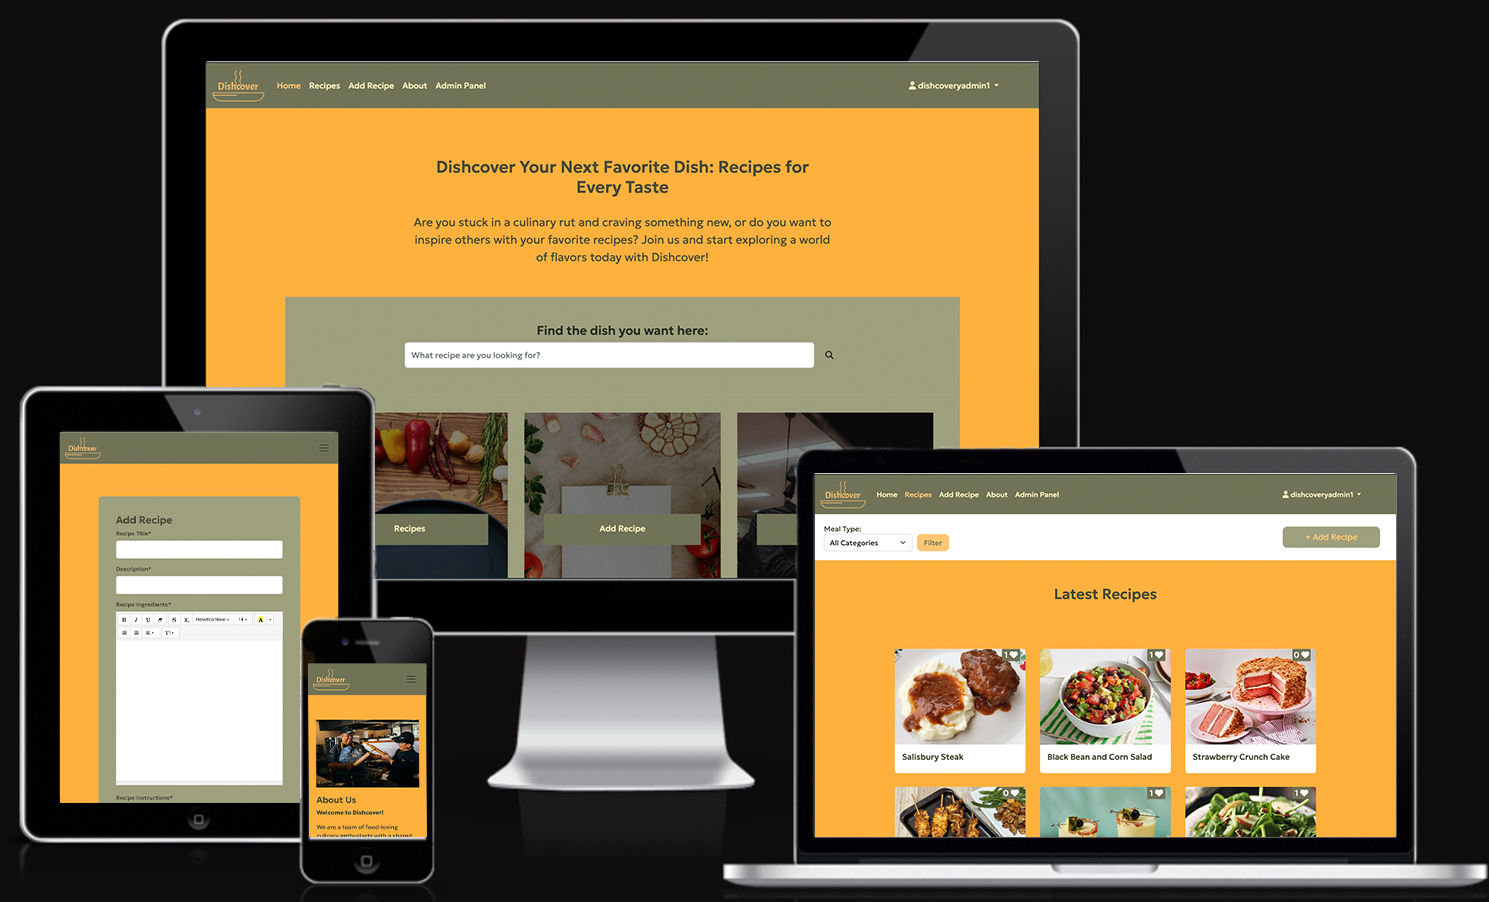 Dishcover
Home Recipes Add Recipe About Admin Panel
dishcoveryadmin1
Dishcover Your Next Favorite Dish: Recipes for
Every Taste
Are you stuck in a culinary rut and craving something new, or do you want to
inspire others with your favorite recipes? Join us and start exploring a world
of flavors today with Dishcover!
Find the dish you want here:
What recipe are you looking for?
Recipes
Add Recipe
Dishcover
Add Recipe
Recipe Title*
Description*
Recipe Ingredients*
B I U S X, Helvetica Neue 14 A
T!
Recipe Instructions*
Dishcover
About Us
Welcome to Dishcover!
We are a team of food-loving
culinary enthusiasts with a shared
Dishcover
Home Recipes Add Recipe About Admin Panel
dishcoveryadmin1
Meal Type:
All Categories
Filter
+ Add Recipe
Latest Recipes
1
1
0
Salisbury Steak
Black Bean and Corn Salad
Strawberry Crunch Cake
0
1
1